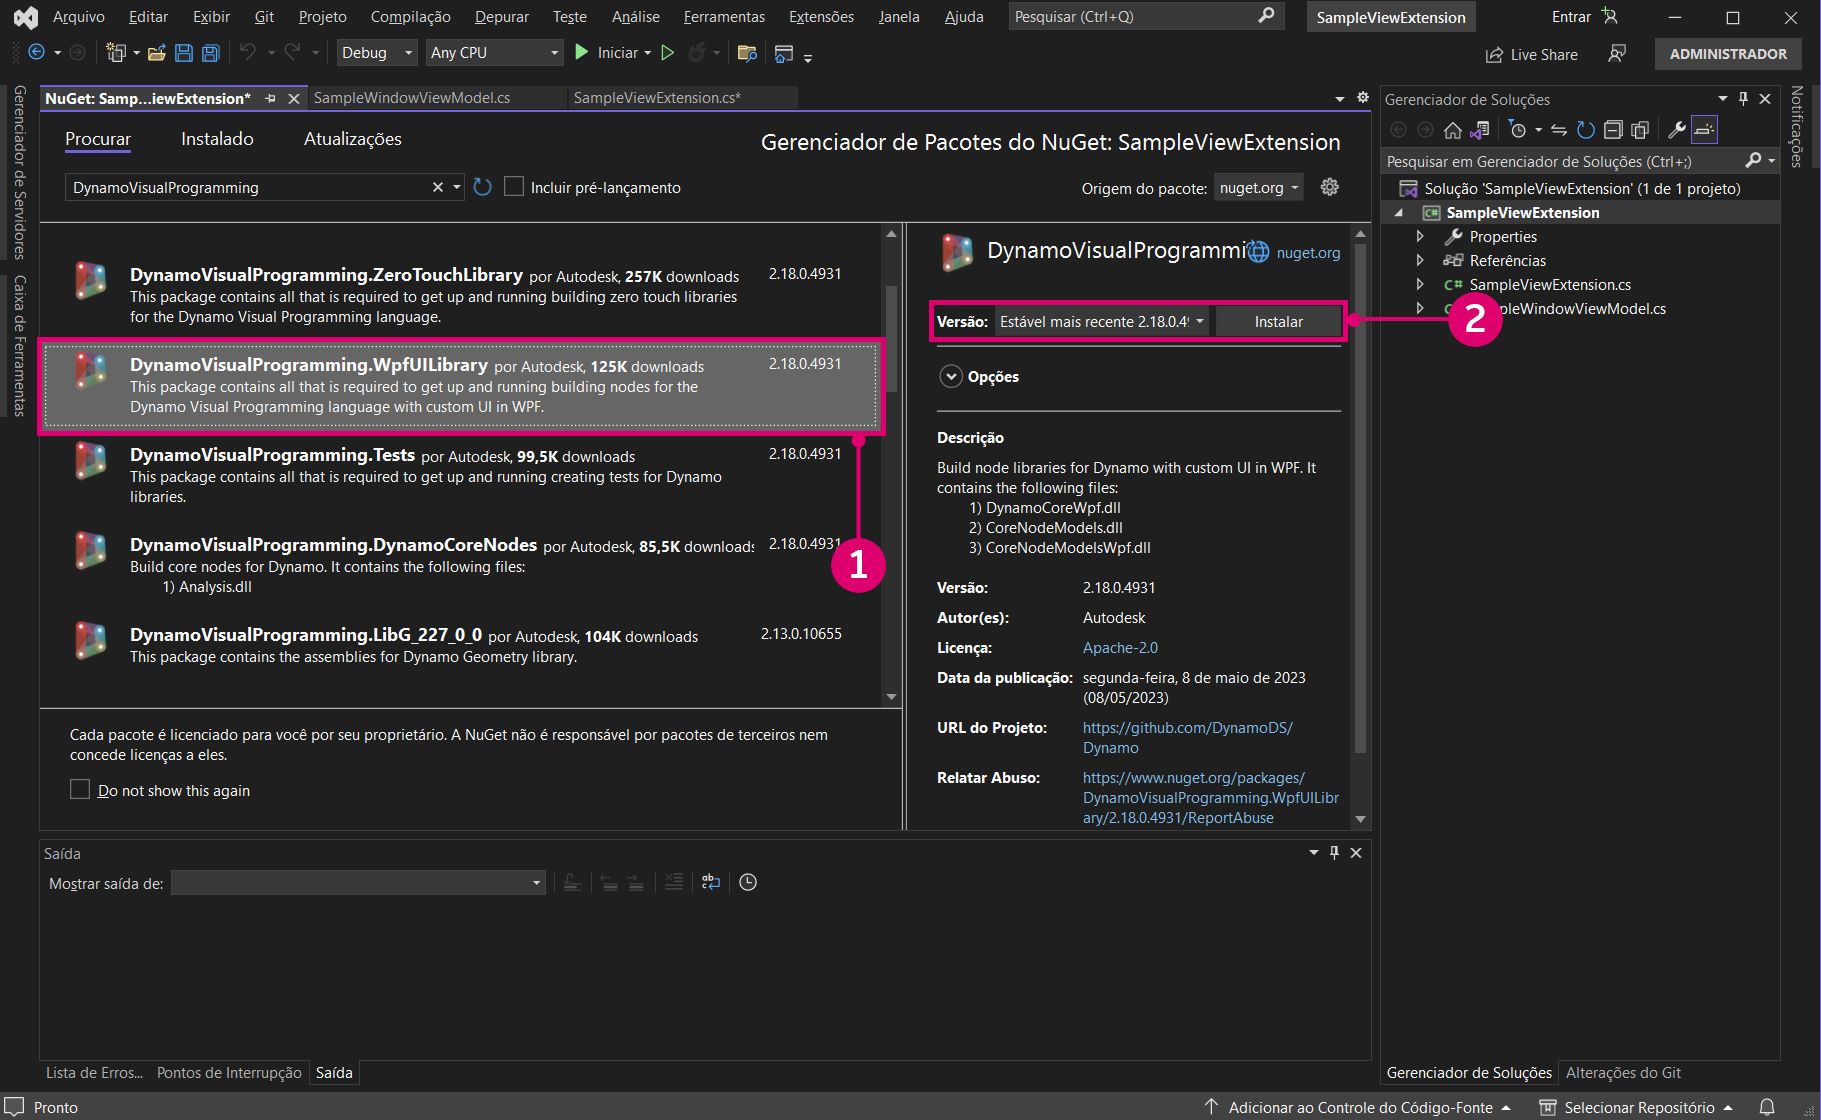 Arquivo Editar Exibir Git Projeto Compilação Depurar Teste Análise Ferramentas Extensões Janela Ajuda Pesquisar (Ctrl+Q) SampleViewExtension Entrar
Debug Any CPU Iniciar Live Share ADMINISTRADOR
Gerenciador de Servidores
Caixa de Ferramentas
NuGet: Samp...iewExtension* SampleWindowViewModel.cs SampleViewExtension.cs*
Procurar Instalado Atualizações
Gerenciador de Pacotes do NuGet: SampleViewExtension
DynamoVisualProgramming Incluir pré-lançamento
Origem do pacote: nuget.org
DynamoVisualProgramming.ZeroTouchLibrary por Autodesk, 257K downloads 2.18.0.4931
This package contains all that is required to get up and running building zero touch libraries
for the Dynamo Visual Programming language.
DynamoVisualProgramming.WpfUILibrary por Autodesk, 125K downloads 2.18.0.4931
This package contains all that is required to get up and running building nodes for the
Dynamo Visual Programming language with custom UI in WPF.
DynamoVisualProgramming.Tests por Autodesk, 99,5K downloads 2.18.0.4931
This package contains all that is required to get up and running creating tests for Dynamo
libraries.
DynamoVisualProgramming.DynamoCoreNodes por Autodesk, 85,5K downloads 2.18.0.4931
Build core nodes for Dynamo. It contains the following files:
1) Analysis.dll
DynamoVisualProgramming.LibG_227_0_0 por Autodesk, 104K downloads 2.13.0.10655
This package contains the assemblies for Dynamo Geometry library.
1
Cada pacote é licenciado para você por seu proprietário. A NuGet não é responsável por pacotes de terceiros nem
concede licenças a eles.
Do not show this again
DynamoVisualProgrammi nuget.org
Versão: Estável mais recente 2.18.0.4 Instalar
2
Opções
Descrição
Build node libraries for Dynamo with custom UI in WPF. It
contains the following files:
1) DynamoCoreWpf.dll
2) CoreNodeModels.dll
3) CoreNodeModelsWpf.dll
Versão: 2.18.0.4931
Autor(es): Autodesk
Licença: Apache-2.0
Data da publicação: segunda-feira, 8 de maio de 2023
(08/05/2023)
URL do Projeto: https://github.com/DynamoDS/
Dynamo
Relatar Abuso: https://www.nuget.org/packages/
DynamoVisualProgramming.WpfUILibr
ary/2.18.0.4931/ReportAbuse
Gerenciador de Soluções
Pesquisar em Gerenciador de Soluções (Ctrl+;)
Solução 'SampleViewExtension' (1 de 1 projeto)
C# SampleViewExtension
Properties
Referências
C# SampleViewExtension.cs
pleWindowViewModel.cs
Notificações
Saída
Mostrar saída de:
Lista de Erros... Pontos de Interrupção Saída
Gerenciador de Soluções Alterações do Git
Pronto Adicionar ao Controle do Código-Fonte Selecionar Repositório